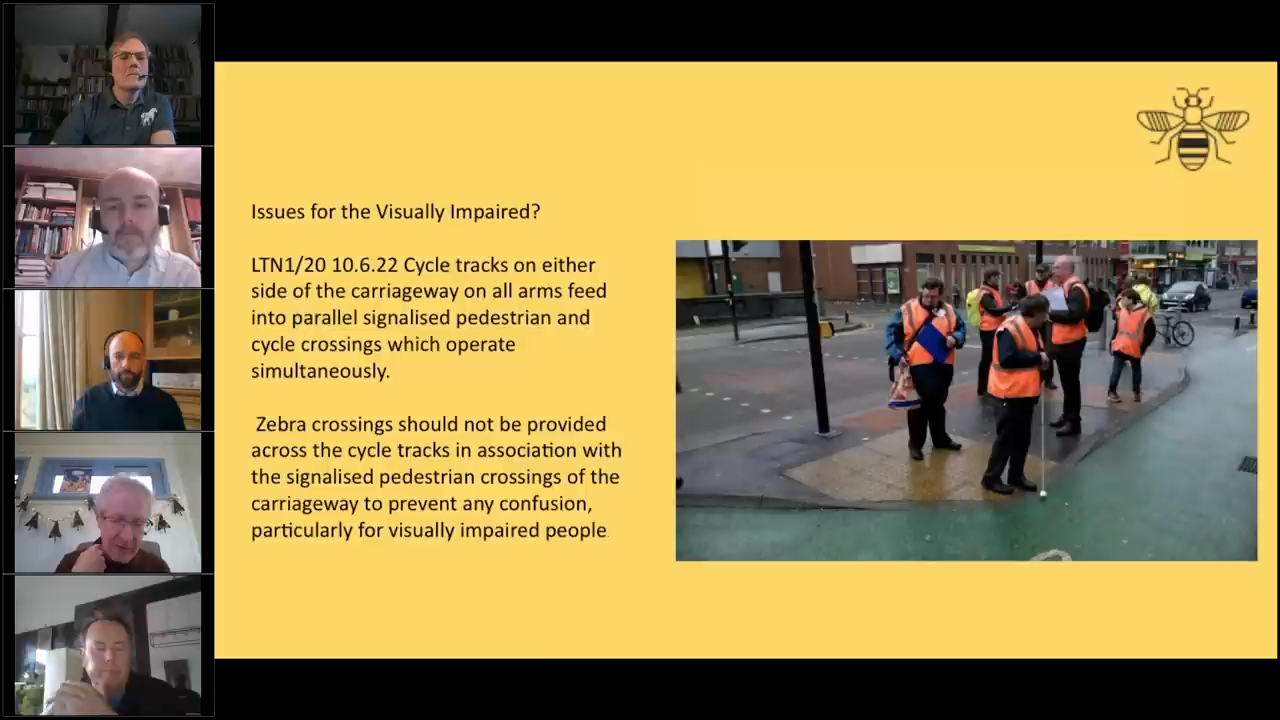 Issues for the Visually Impaired?
LTN1/20 10.6.22 Cycle tracks on either
side of the carriageway on all arms feed
into parallel signalised pedestrian and
cycle crossings which operate
simultaneously.
Zebra crossings should not be provided
across the cycle tracks in association with
the signalised pedestrian crossings of the
carriageway to prevent any confusion,
particularly for visually impaired people.